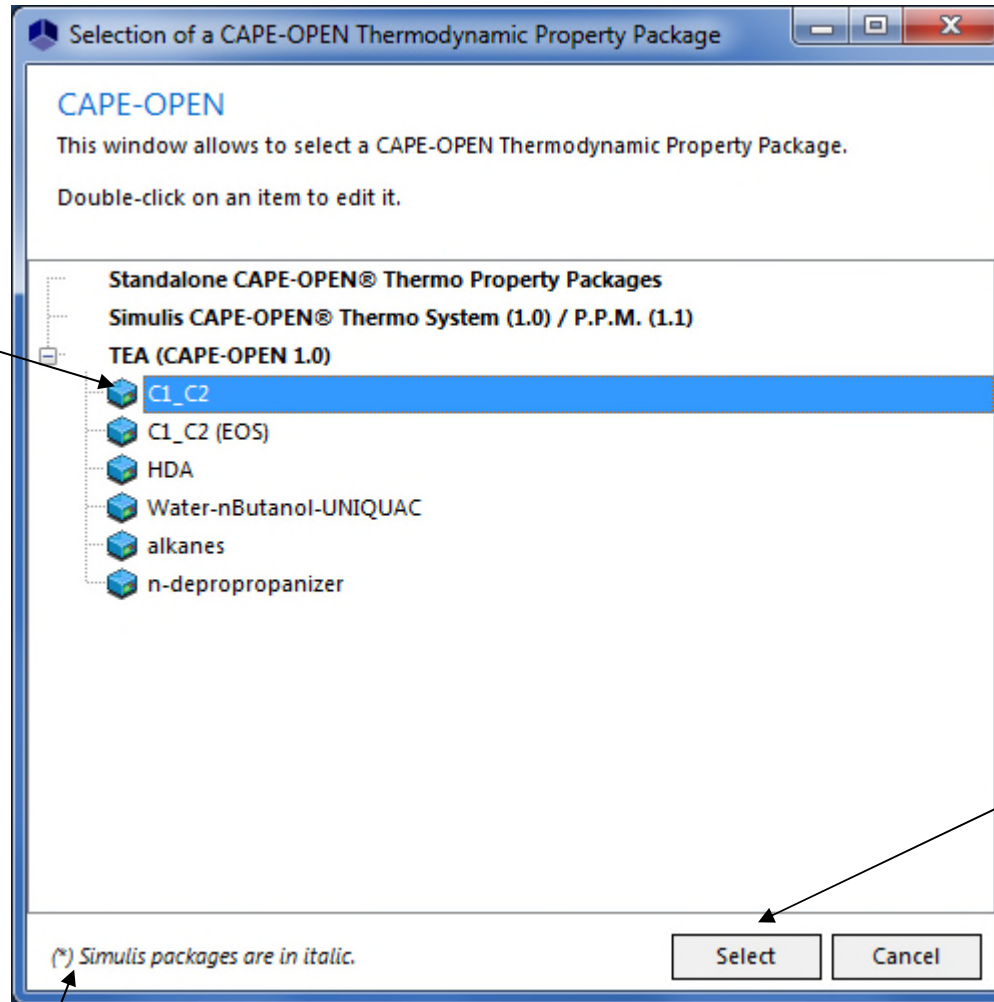 Selection of a CAPE-OPEN Thermodynamic Property Package
CAPE-OPEN
This window allows to select a CAPE-OPEN Thermodynamic Property Package.
Double-click on an item to edit it.
Standalone CAPE-OPEN® Thermo Property Packages
Simulis CAPE-OPEN® Thermo System (1.0) / P.P.M. (1.1)
TEA (CAPE-OPEN 1.0)
C1_C2
C1_C2 (EOS)
HDA
Water-nButanol-UNIQUAC
alkanes
n-depropropanizer
(*) Simulis packages are in italic.
Select
Cancel